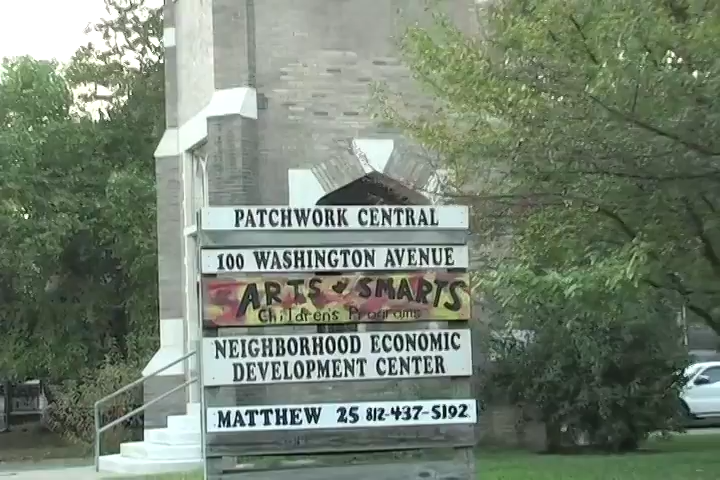 PATCHWORK CENTRAL
100 WASHINGTON AVENUE
ARTS & SMARTS
Children's Programs
NEIGHBORHOOD ECONOMIC
DEVELOPMENT CENTER
MATTHEW 25 812-437-5192